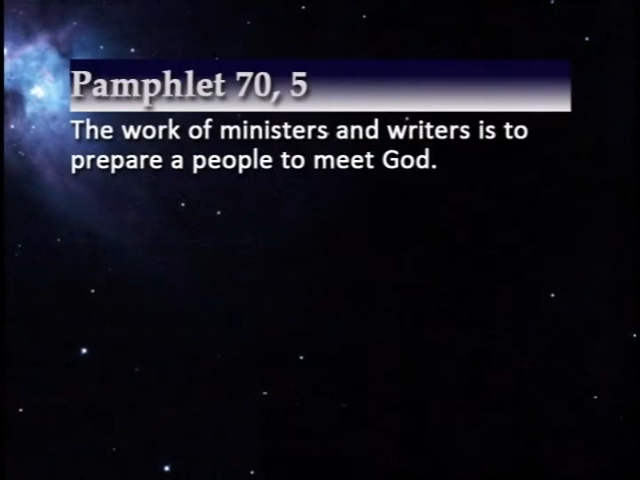 Pamphlet 70, 5
The work of ministers and writers is to
prepare a people to meet God.